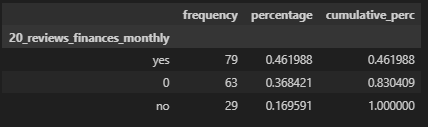 frequency percentage cumulative_perc
20_reviews_finances_monthly
yes 79 0.461988 0.461988
0 63 0.368421 0.830409
no 29 0.169591 1.000000